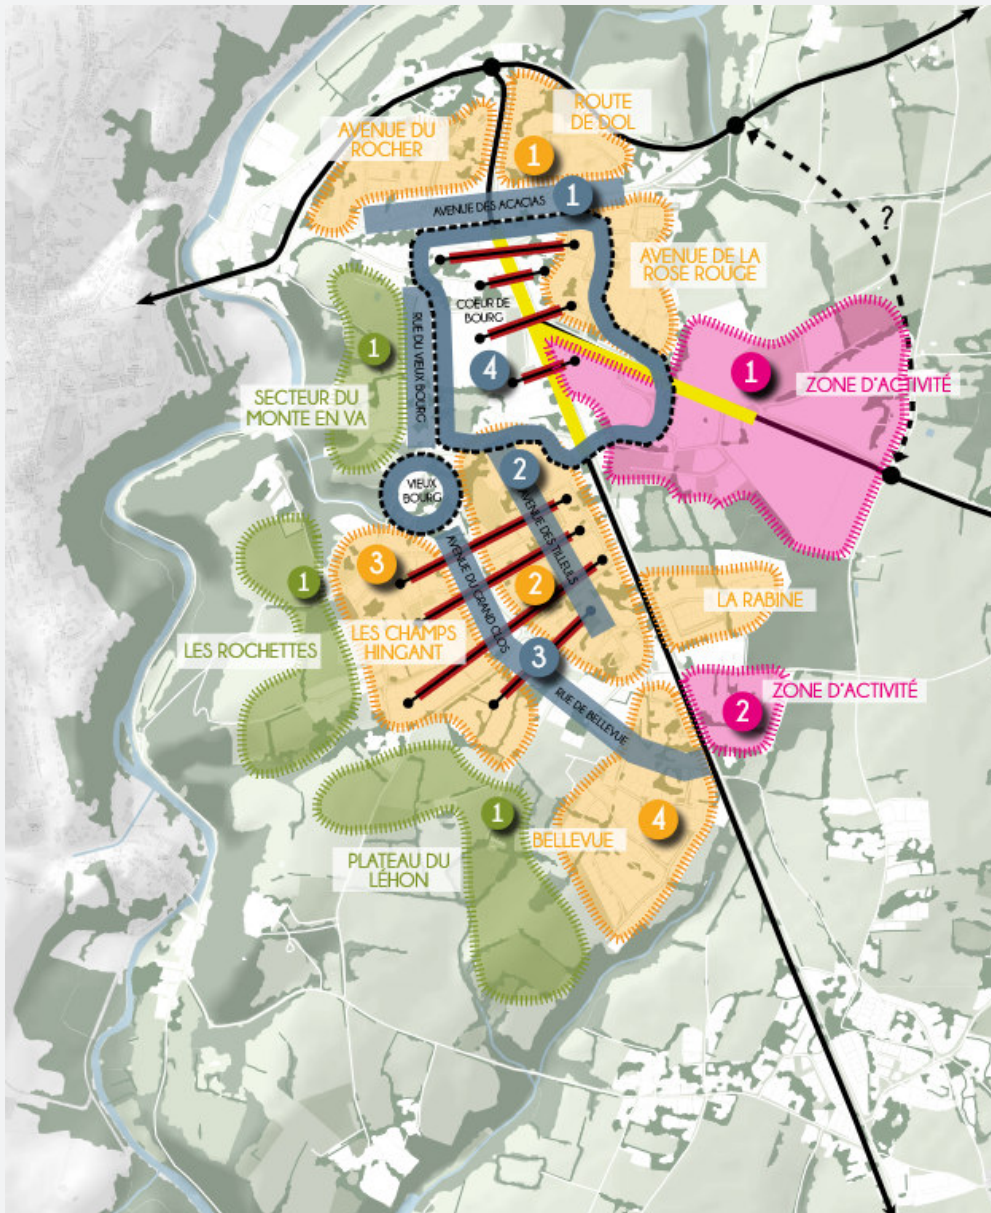 ROUTE
DE DOL
AVENUE DU
ROCHER
1
1
AVENUE DES ACACIAS
?
AVENUE DE LA
ROSE ROUGE
COEUR DE
BOURG
RUE DU VIEUX BOURG
1
4
1
ZONE D'ACTIVITÉ
SECTEUR DU
MONTE EN VA
2
VIEUX
BOURG
AVENUE DES TILLEULS
3
AVENUE DU GRAND CLOS
1
2
LA RABINE
LES CHAMPS
HINGANT
LES ROCHETTES
3
ZONE D'ACTIVITÉ
2
RUE DE BELLEVUE
1
4
BELLEVUE
PLATEAU DU
LÉHON